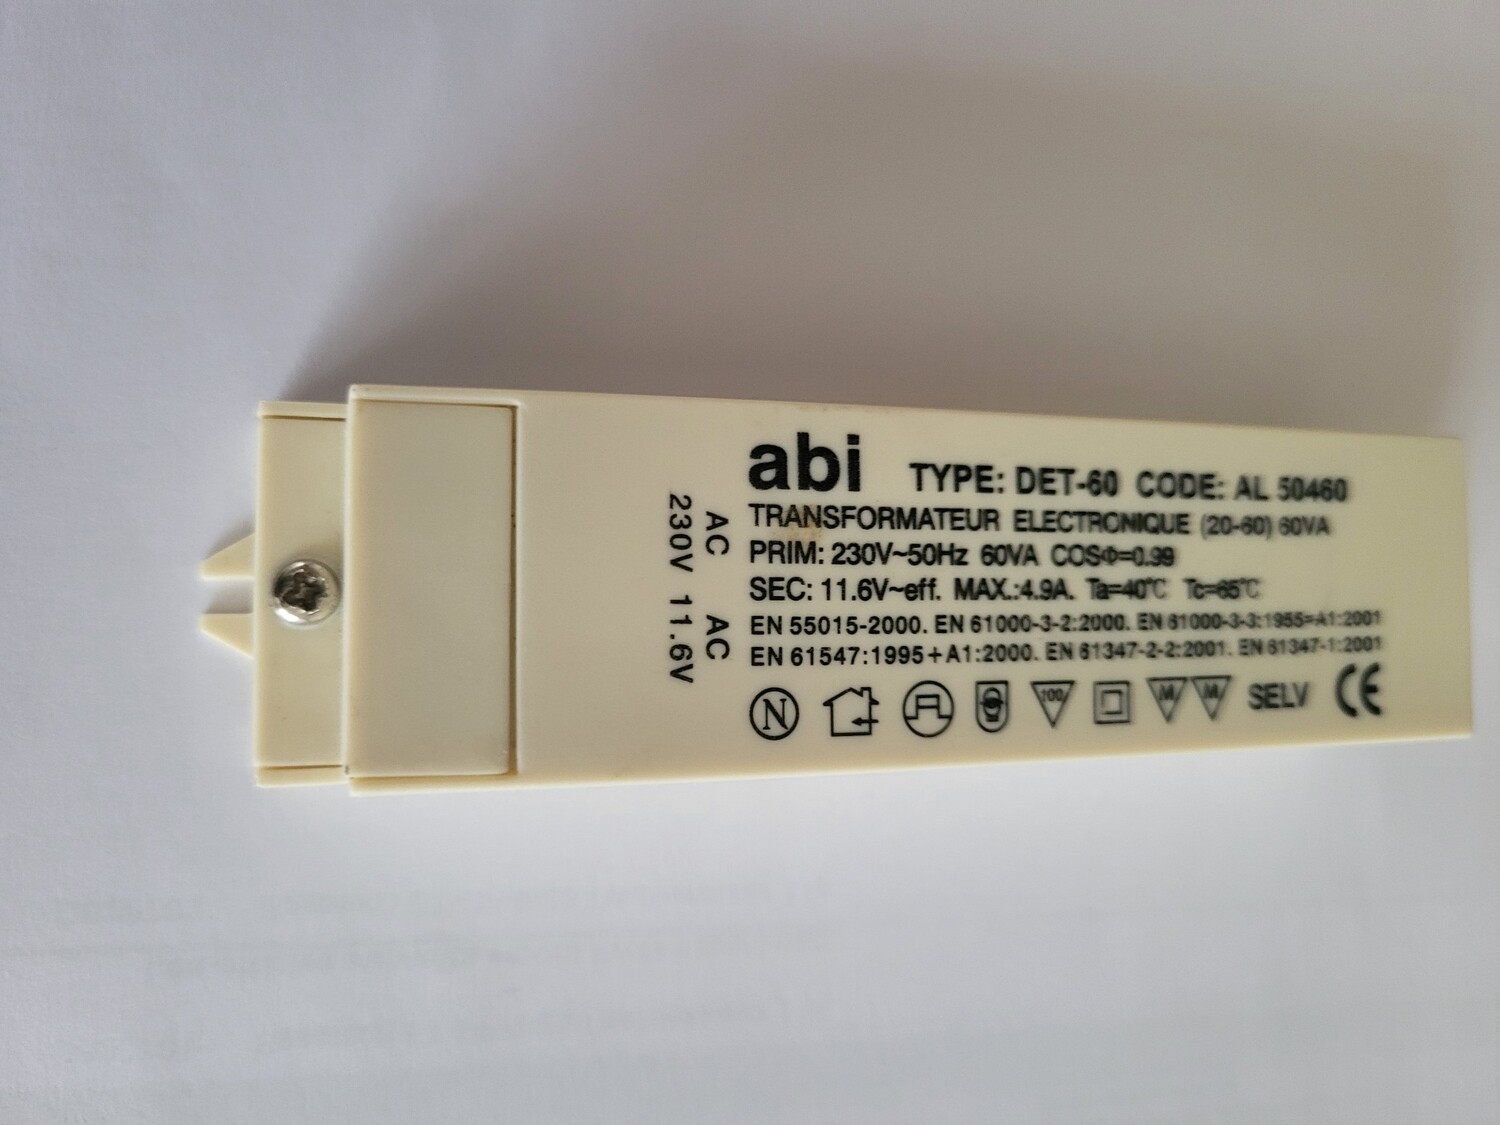 abi TYPE: DET-60 CODE: AL 50460
TRANSFORMATEUR ELECTRONIQUE (20-60) 60VA
PRIM: 230V~50Hz 60VA COSΦ=0.99
SEC: 11.6V~eff. MAX.:4.9A. Ta=40℃ Tc=65℃
EN 55015-2000. EN 61000-3-2:2000. EN 61000-3-3:1955=A1:2001
EN 61547:1995+A1:2000. EN 61347-2-2:2001. EN 61347-1:2001
N 100 M M SELV CE
AC AC
230V 11.6V